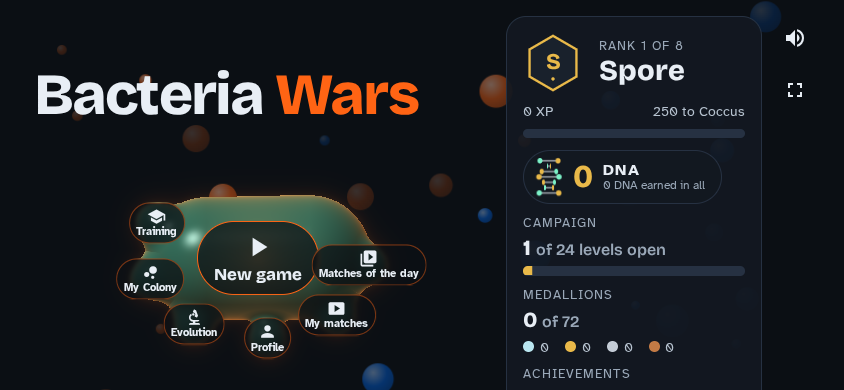 Bacteria Wars
Training
New game
Matches of the day
My Colony
My matches
Evolution
Profile
S
RANK 1 OF 8
Spore
0 XP
250 to Coccus
0 DNA
0 DNA earned in all
CAMPAIGN
1 of 24 levels open
MEDALLIONS
0 of 72
0 0 0 0
ACHIEVEMENTS